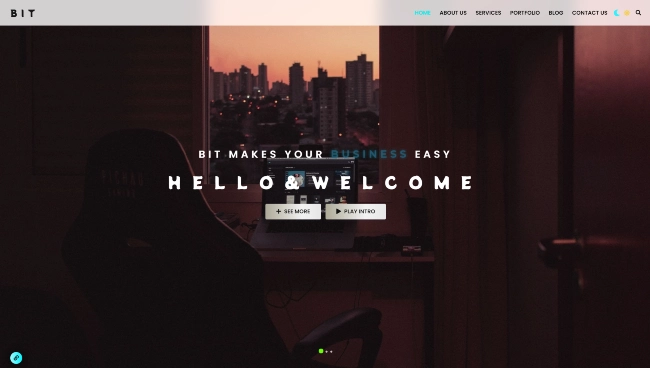 BIT
HOME ABOUT US SERVICES PORTFOLIO BLOG CONTACT US
BIT MAKES YOUR BUSINESS EASY
HELLO & WELCOME
SEE MORE PLAY INTRO